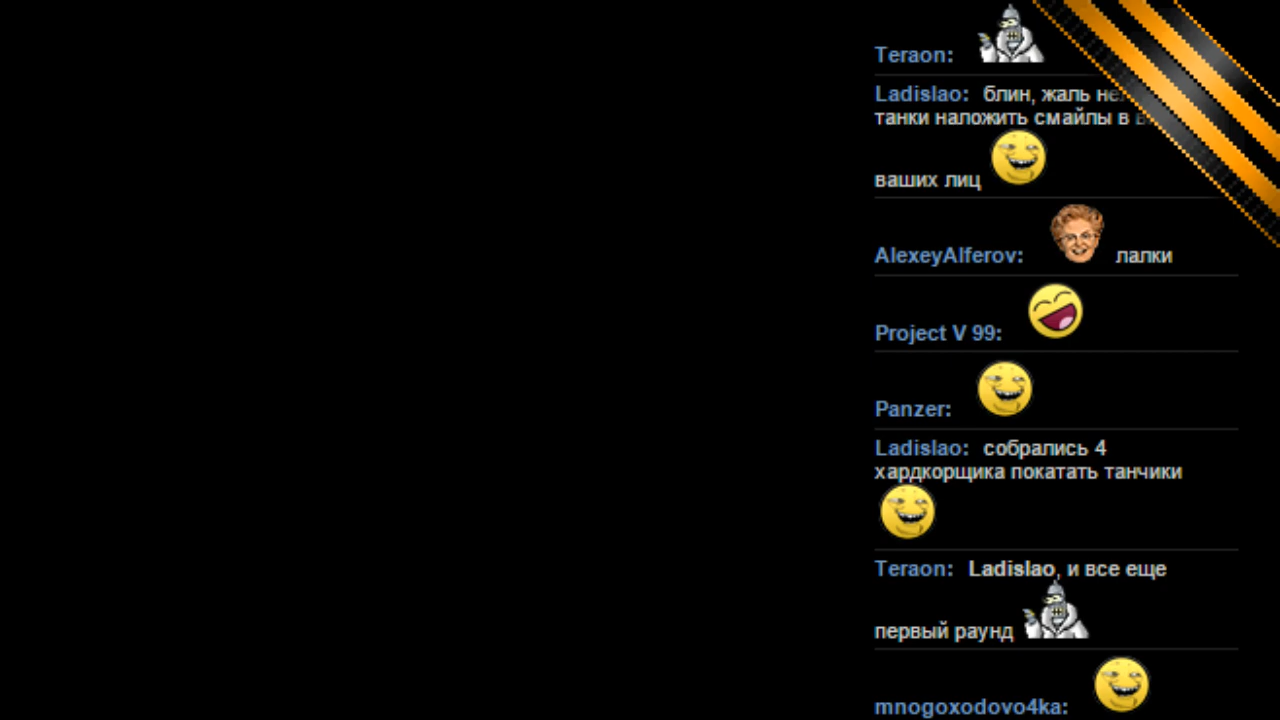 Teraon:
Ladislao: блин, жаль
танки наложить смайлы в
ваших лиц
AlexeyAlferov: лалки
Project V 99:
Panzer:
Ladislao: собрались 4
хардкорщика покатать танчики
Teraon: Ladislao, и все еще
первый раунд
mnogoxodovo4ka: